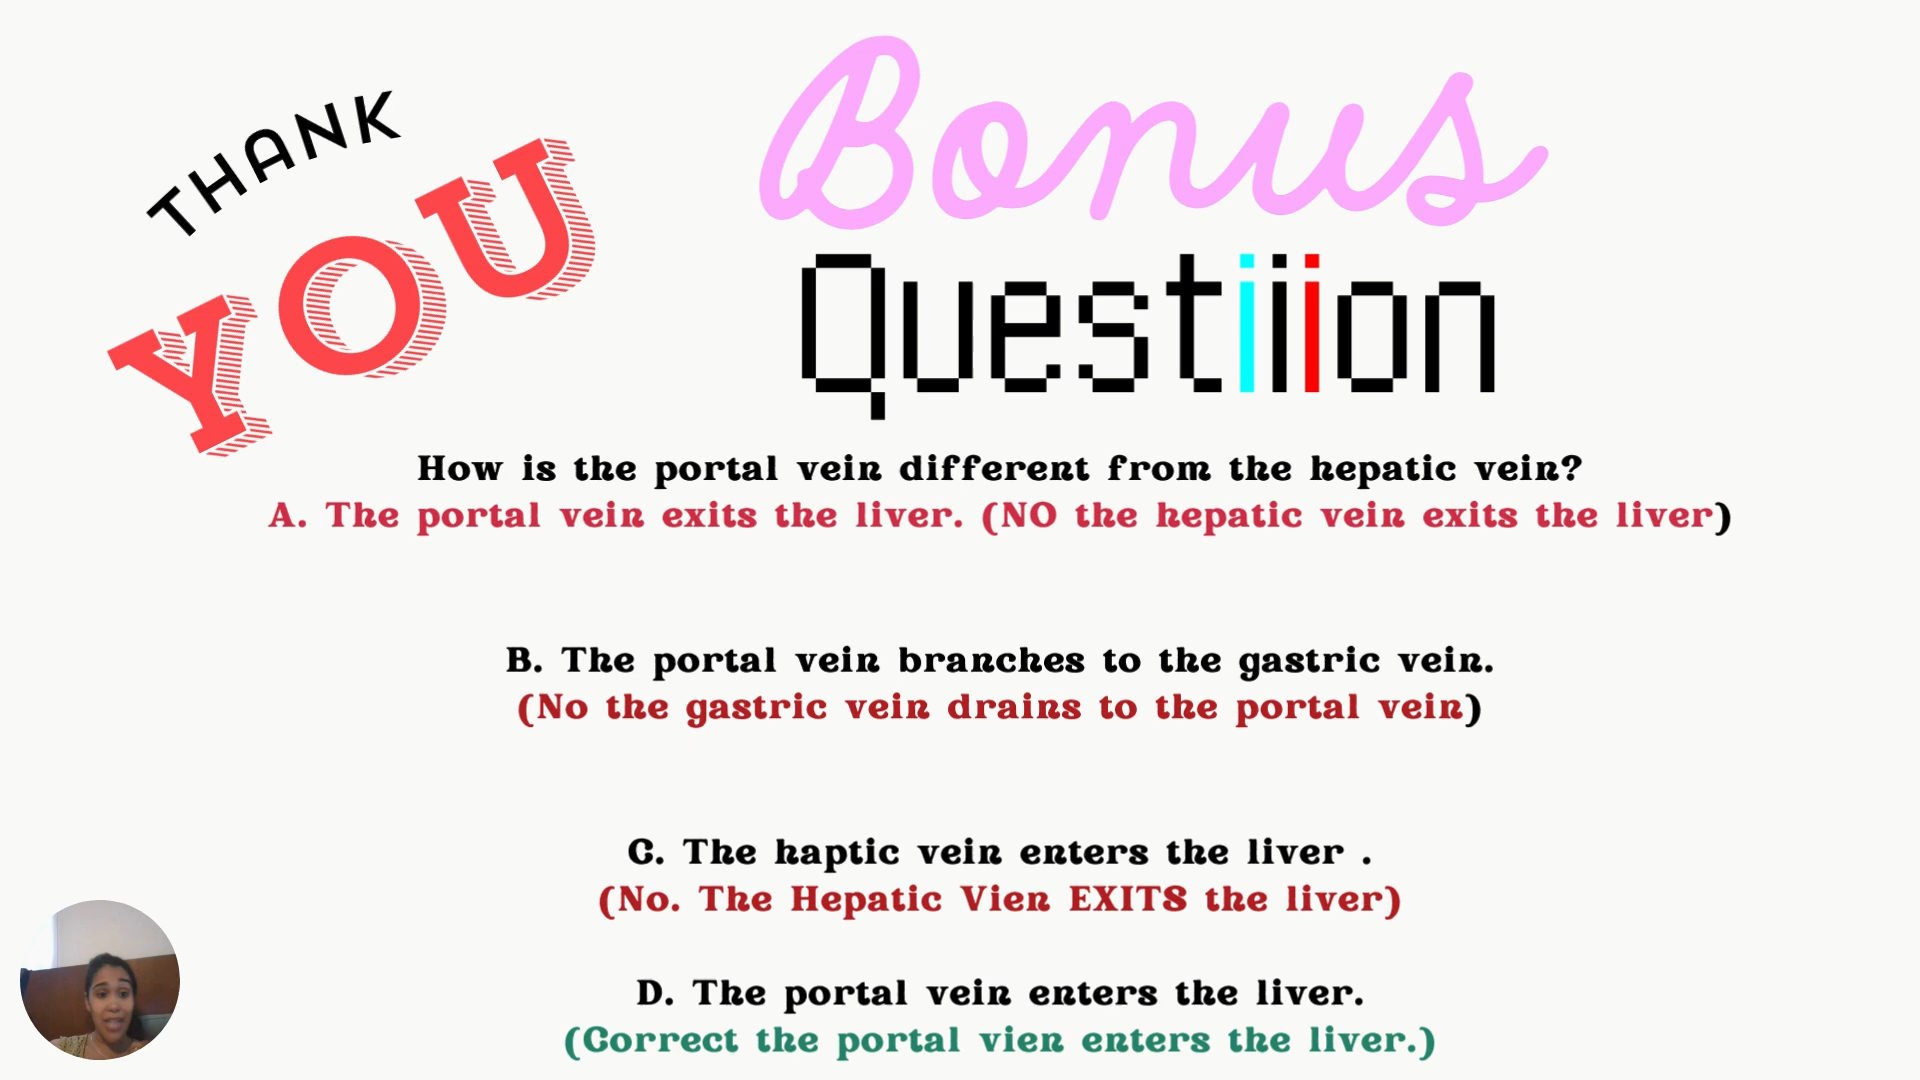 THANK
YOU
Bonus
Questiiion
How is the portal vein different from the hepatic vein?
A. The portal vein exits the liver. (NO the hepatic vein exits the liver)
B. The portal vein branches to the gastric vein.
(No the gastric vein drains to the portal vein)
C. The haptic vein enters the liver .
(No. The Hepatic Vien EXITS the liver)
D. The portal vein enters the liver.
(Correct the portal vien enters the liver.)